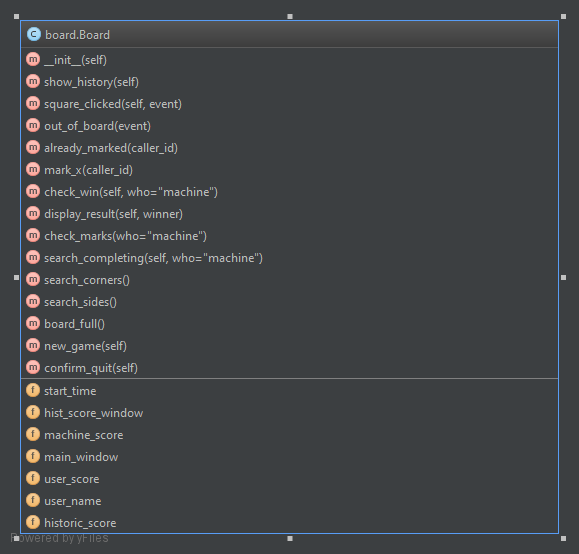 C board.Board
m __init__(self)
m show_history(self)
m square_clicked(self, event)
m out_of_board(event)
m already_marked(caller_id)
m mark_x(caller_id)
m check_win(self, who="machine")
m display_result(self, winner)
m check_marks(who="machine")
m search_completing(self, who="machine")
m search_corners()
m search_sides()
m board_full()
m new_game(self)
m confirm_quit(self)
f start_time
f hist_score_window
f machine_score
f main_window
f user_score
f user_name
f historic_score
Powered by yFiles